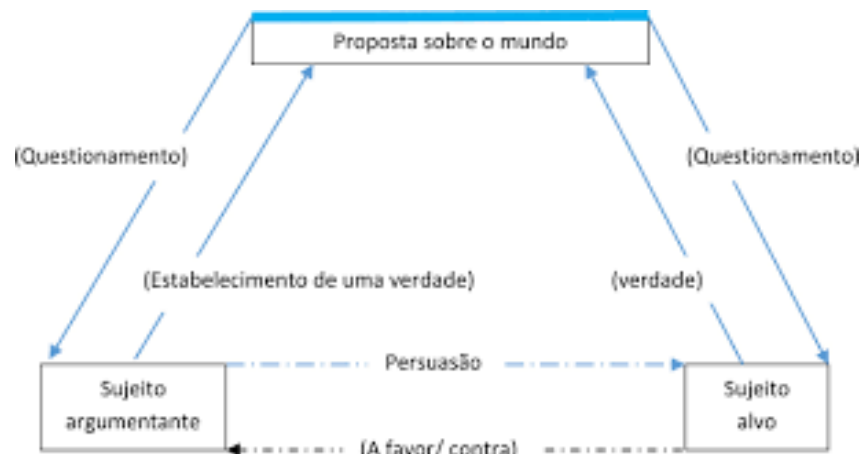 Proposta sobre o mundo
(Questionamento)
(Questionamento)
(Estabelecimento de uma verdade)
(verdade)
Persuasão
Sujeito
argumentante
Sujeito
alvo
(A favor/ contra)